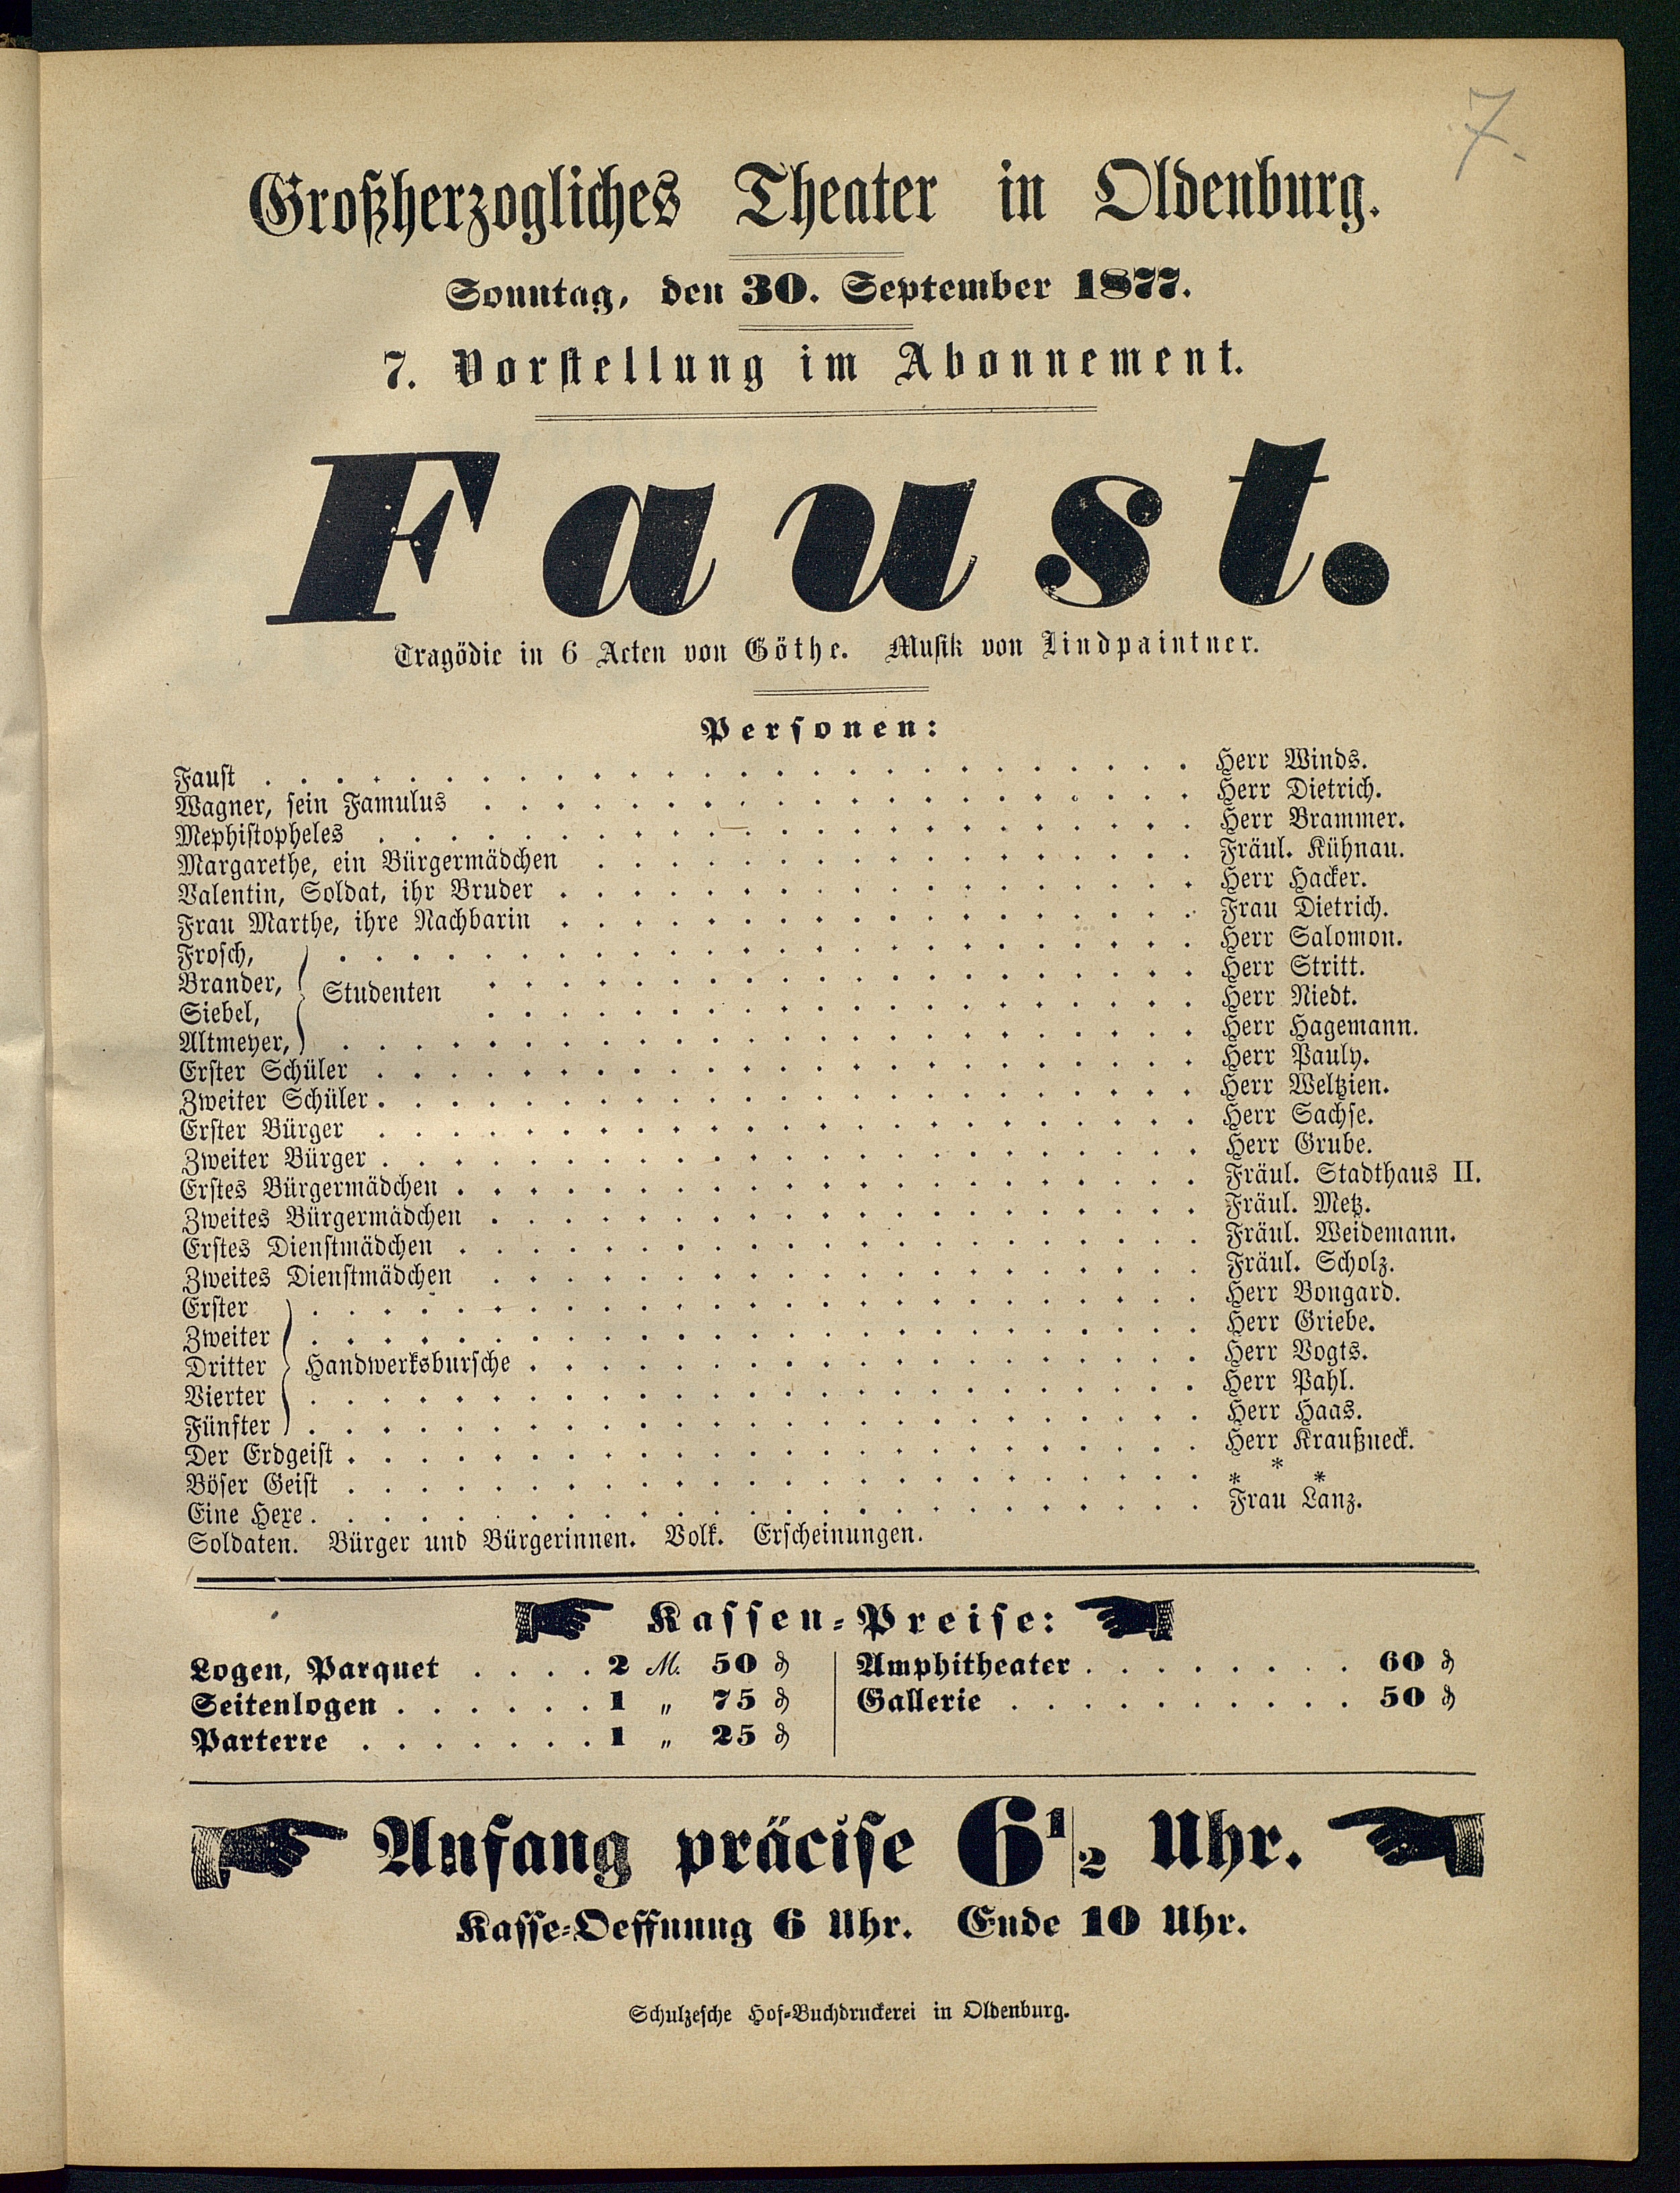 7.
Großherzogliches Theater in Oldenburg.
Sonntag, den 30. September 1877.
7. Vorstellung im Abonnement.
Faust.
Tragödie in 6 Acten von Göthe. Musik von Lindpaintner.
Personen:
Faust . . . . . Herr Winds.
Wagner, sein Famulus . . . . . Herr Dietrich.
Mephistopheles . . . . . Herr Brammer.
Margarethe, ein Bürgermädchen . . . . . Fräul. Kühnau.
Valentin, Soldat, ihr Bruder . . . . . Herr Hacker.
Frau Marthe, ihre Nachbarin . . . . . Frau Dietrich.
Frosch, . . . . . Herr Salomon.
Brander, Studenten . . . . . Herr Stritt.
Siebel, . . . . . Herr Niedt.
Altmeyer, . . . . . Herr Hagemann.
Erster Schüler . . . . . Herr Pauly.
Zweiter Schüler . . . . . Herr Weltzien.
Erster Bürger . . . . . Herr Sachse.
Zweiter Bürger . . . . . Herr Grube.
Erstes Bürgermädchen . . . . . Fräul. Stadthaus II.
Zweites Bürgermädchen . . . . . Fräul. Metz.
Erstes Dienstmädchen . . . . . Fräul. Weidemann.
Zweites Dienstmädchen . . . . . Fräul. Scholz.
Erster . . . . . Herr Bongard.
Zweiter . . . . . Herr Griebe.
Dritter Handwerksbursche . . . . . Herr Vogts.
Vierter . . . . . Herr Pahl.
Fünfter . . . . . Herr Haas.
Der Erdgeist . . . . . Herr Kraußneck.
Böser Geist . . . . . * * *
Eine Hexe . . . . . Frau Lanz.
Soldaten. Bürger und Bürgerinnen. Volk. Erscheinungen.
Kassen-Preise:
Logen, Parquet . . . . 2 M. 50 ₰
Seitenlogen . . . . . . 1 „ 75 ₰
Parterre . . . . . . . 1 „ 25 ₰
Amphitheater . . . . . . . . 60 ₰
Gallerie . . . . . . . . . . 50 ₰
Anfang präcise 6 1/2 Uhr.
Kasse-Oeffnung 6 Uhr. Ende 10 Uhr.
Schulzesche Hof-Buchdruckerei in Oldenburg.